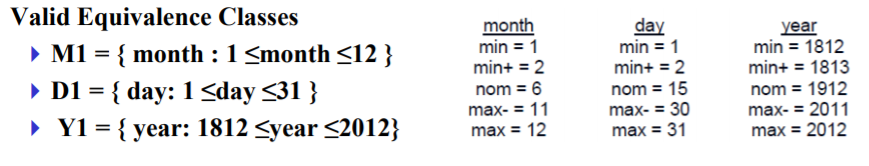 Valid Equivalence Classes
M1 = { month : 1 ≤month ≤12 }
D1 = { day: 1 ≤day ≤31 }
Y1 = { year: 1812 ≤year ≤2012}
month
min = 1
min+ = 2
nom = 6
max- = 11
max = 12
day
min = 1
min+ = 2
nom = 15
max- = 30
max = 31
year
min = 1812
min+ = 1813
nom = 1912
max- = 2011
max = 2012